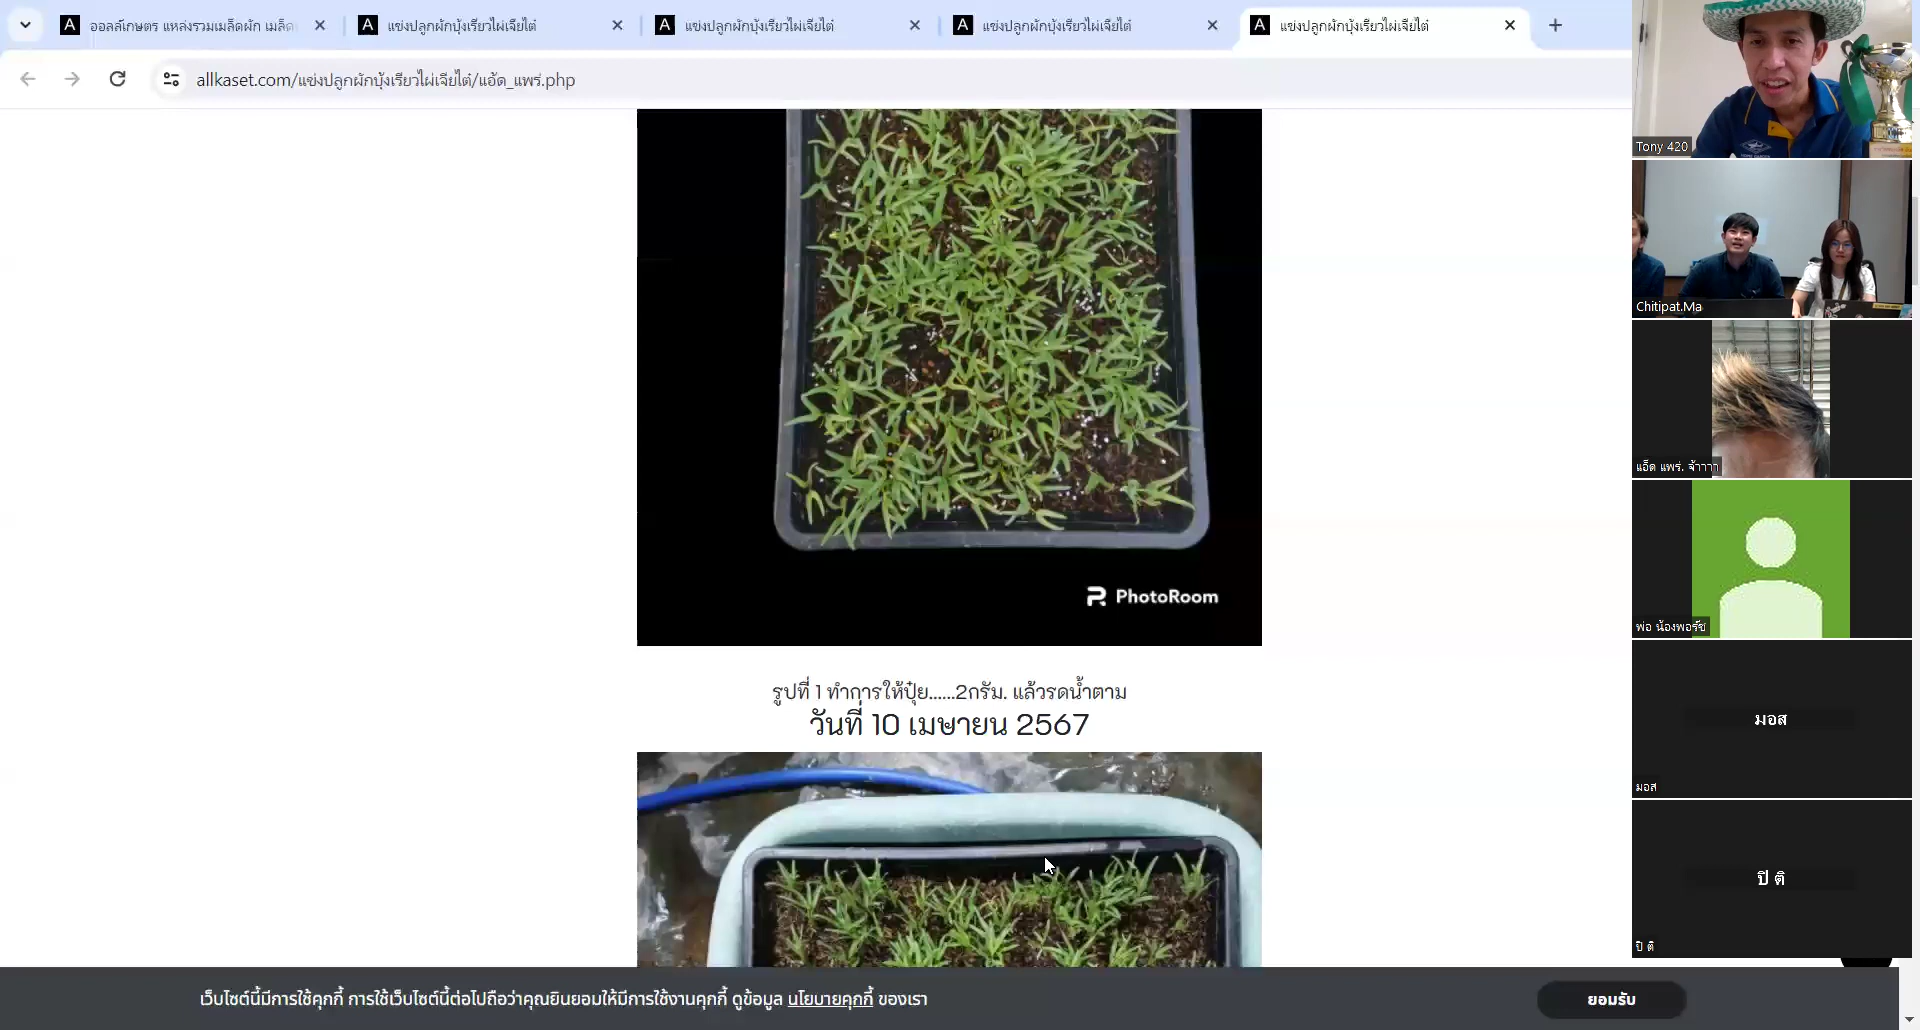 ออลล์เกษตร แหล่งรวมเมล็ดผัก เมล็ด
แข่งปลูกผักบุ้งเรียวไผ่เจียไต๋
แข่งปลูกผักบุ้งเรียวไผ่เจียไต๋
แข่งปลูกผักบุ้งเรียวไผ่เจียไต๋
แข่งปลูกผักบุ้งเรียวไผ่เจียไต๋
allkaset.com/แข่งปลูกผักบุ้งเรียวไผ่เจียไต๋/แอ๊ด_แพร่.php
PhotoRoom
รูปที่ 1 ทำการให้ปุ๋ย......2กรัม. แล้วรดน้ำตาม
วันที่ 10 เมษายน 2567
เว็บไซต์นี้มีการใช้คุกกี้ การใช้เว็บไซต์นี้ต่อไปถือว่าคุณยินยอมให้มีการใช้งานคุกกี้ ดูข้อมูล นโยบายคุกกี้ ของเรา
ยอมรับ
Tony 420
Chitipat.Ma
แอ๊ด แพร่. จ้าาาา
พ่อ น้องพอร์ช
มอส
มอส
ปิ ติ
ปิ ติ